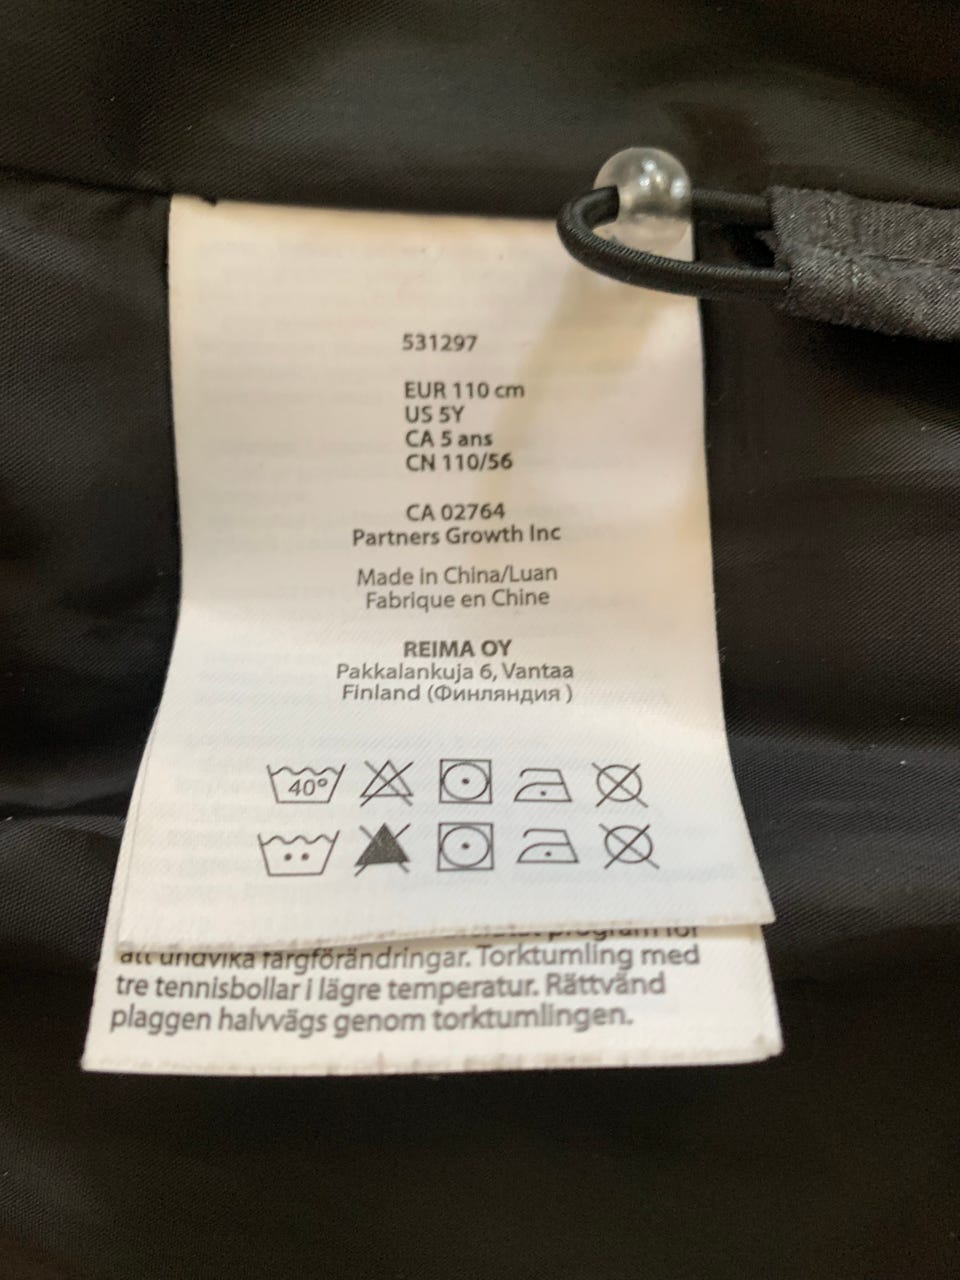 531297
EUR 110 cm
US 5Y
CA 5 ans
CN 110/56
CA 02764
Partners Growth Inc
Made in China/Luan
Fabrique en Chine
REIMA OY
Pakkalankuja 6, Vantaa
Finland (Финляндия )
40°
program för
att undvika färgförändringar. Torktumling med
tre tennisbollar i lägre temperatur. Rättvänd
plaggen halvvägs genom torktumlingen.